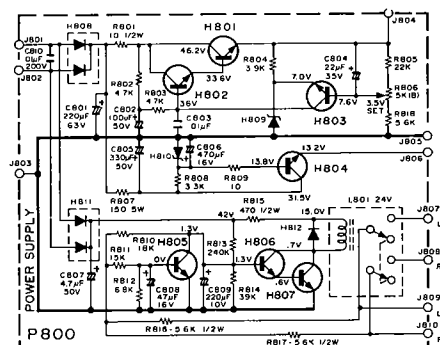 H808
R801
10 1/2W
H801
J804
J801
C810
.01µF
200V
J802
46.2V
33.6V
R804
3.9K
C804
22µF
35V
R805
22K
7.0V
R802
4.7K
R803
4.7K
H802
36V
7.6V
3.5V
SET
R806
5K(B)
C801
220µF
63V
C802
100µF
50V
C803
.01µF
H809
H803
R818
5.6K
J805
J803
C805
330µF
50V
H810
C806
470µF
16V
13.8V
13.2V
J806
R808
3.3K
R809
10
H804
R807
150 5W
31.5V
H811
42V
R815
470 1/2W
15.0V
L801 24V
J807
POWER SUPPLY
R810
18K
1.3V
R811
15K
H805
R813
240K
H806
H812
.7V
0V
1.3V
J808
C807
4.7µF
50V
R812
6.8K
C808
47µF
16V
C809
220µF
10V
R814
39K
.6V
H807
J809
P800
R816-5.6K 1/2W
R817-5.6K 1/2W
J810